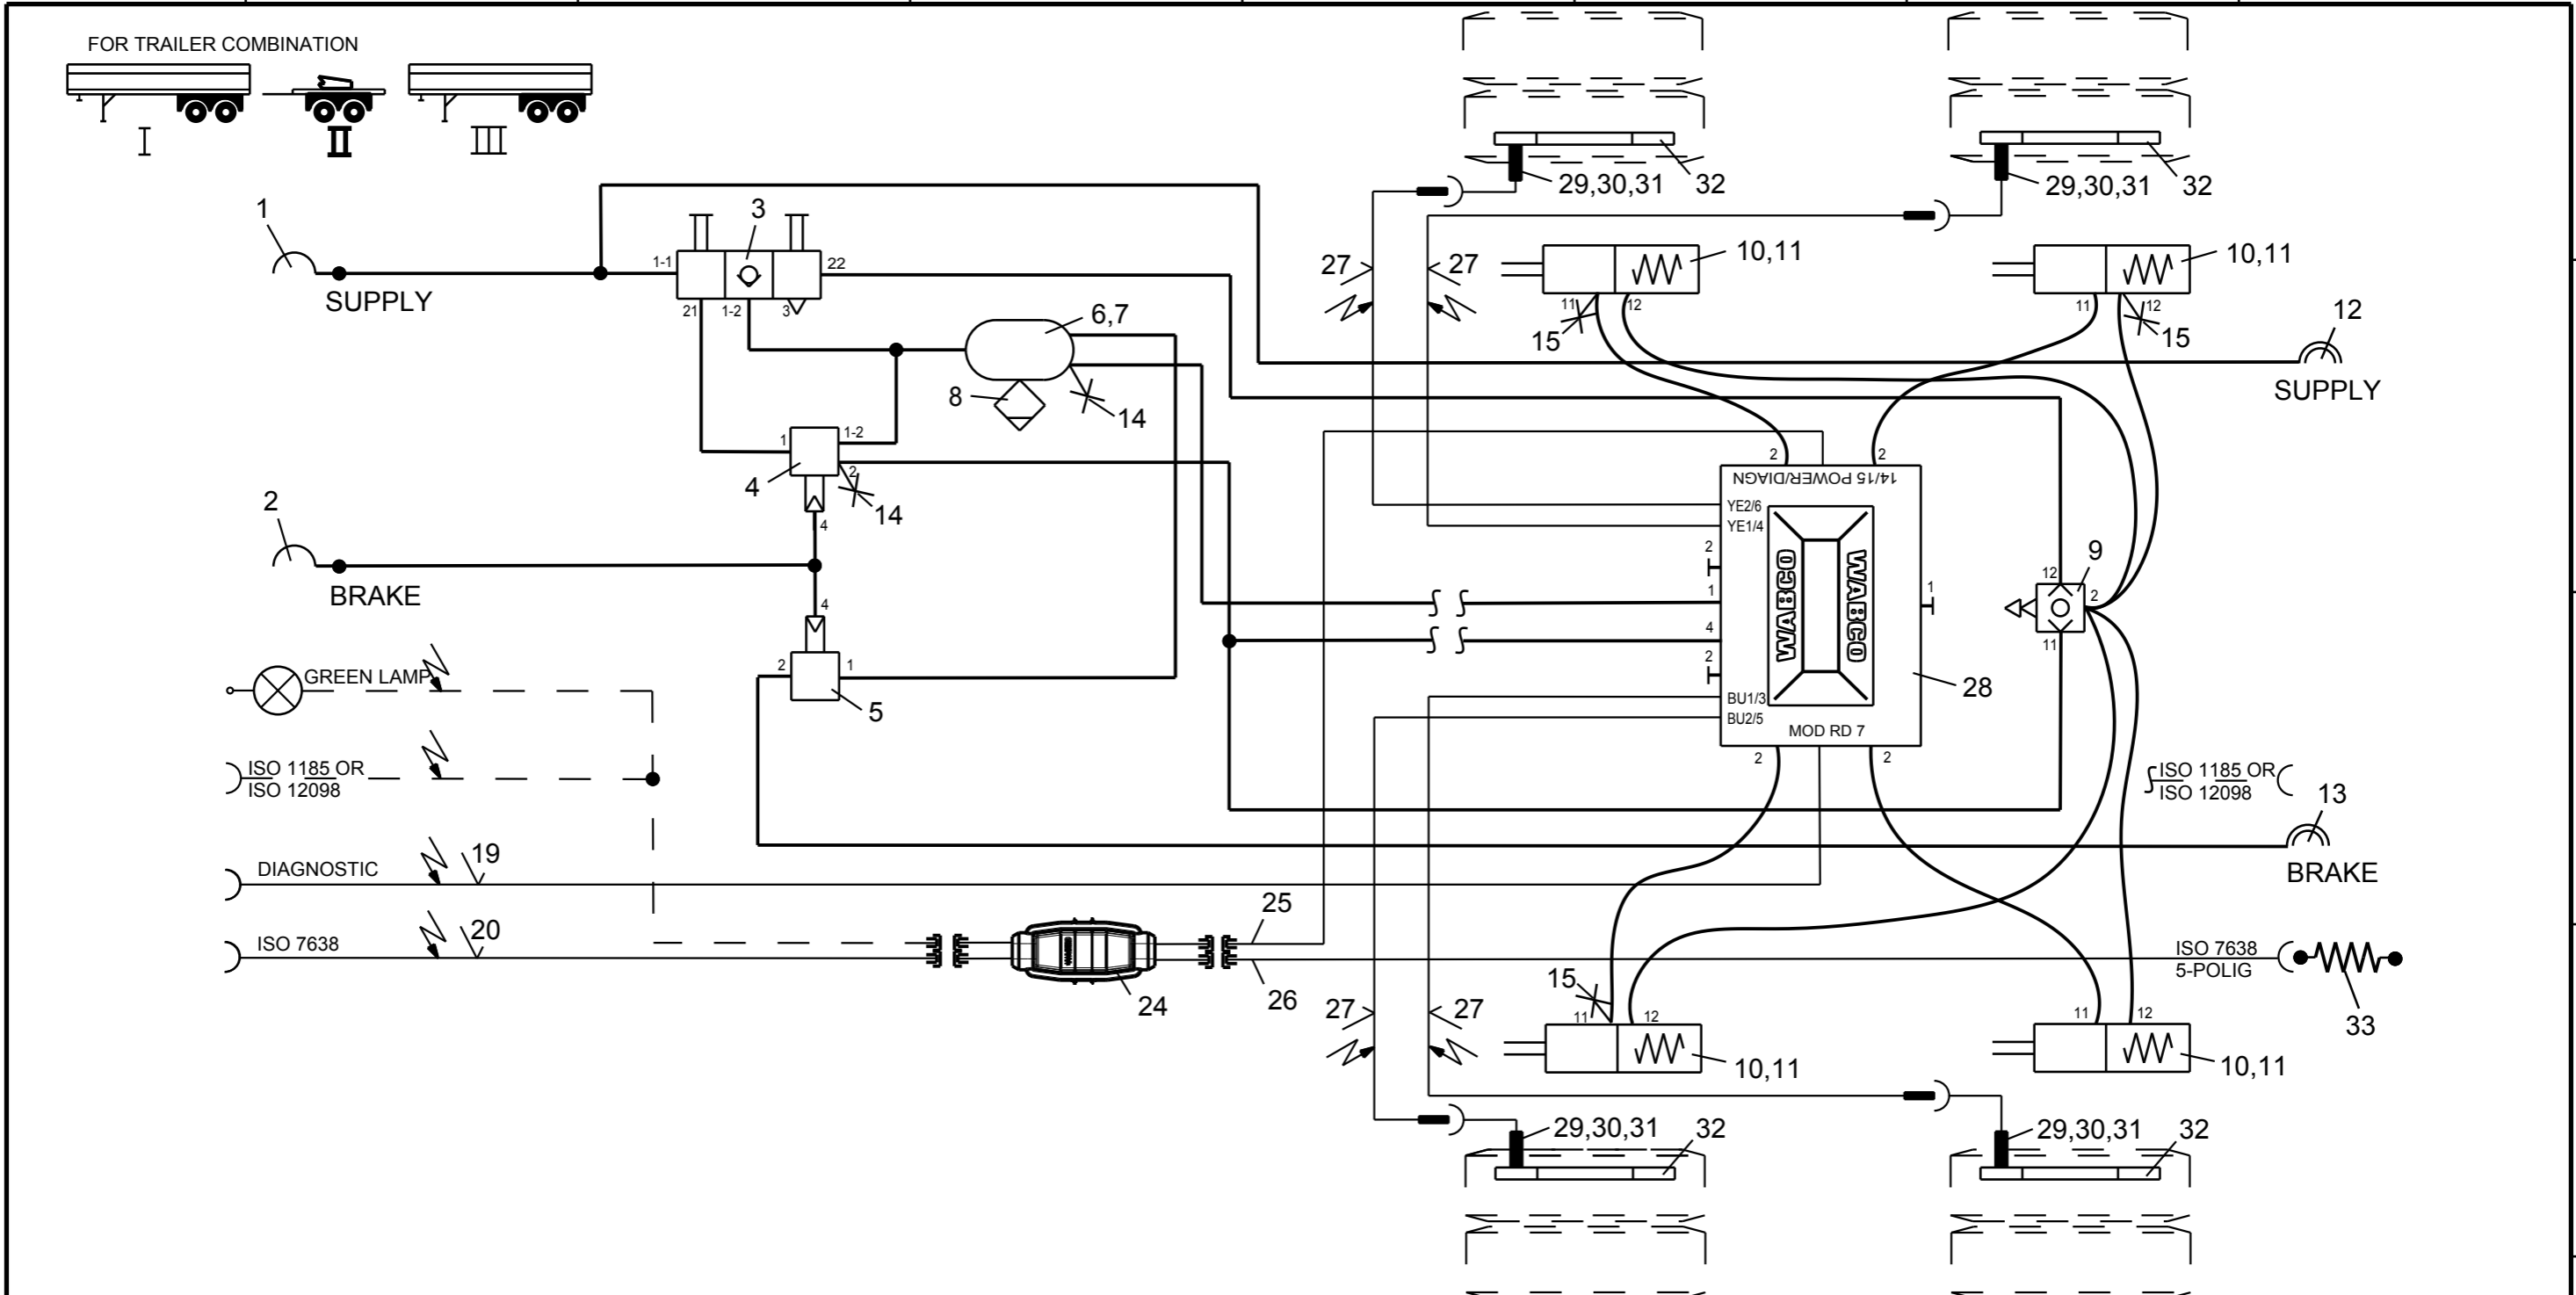 FOR TRAILER COMBINATION
I
II
III
29,30,31
32
29,30,31
32
1
SUPPLY
3
1-1
22
21
1-2
3
27
27
10,11
11
12
15
10,11
11
12
15
6,7
8
14
12
SUPPLY
1
1-2
2
4
14
4
2
BRAKE
4
2
1
5
2
2
14/15 POWER/DIAGN
YE2/6
YE1/4
2
1
4
2
BU1/3
BU2/5
WABCO
WABCO
1
28
MOD RD 7
2
2
9
12
2
11
GREEN LAMP
ISO 1185 OR
ISO 12098
ISO 1185 OR
ISO 12098
13
BRAKE
DIAGNOSTIC
19
ISO 7638
20
24
25
26
ISO 7638
5-POLIG
33
27
27
15
11
12
10,11
11
12
10,11
29,30,31
32
29,30,31
32